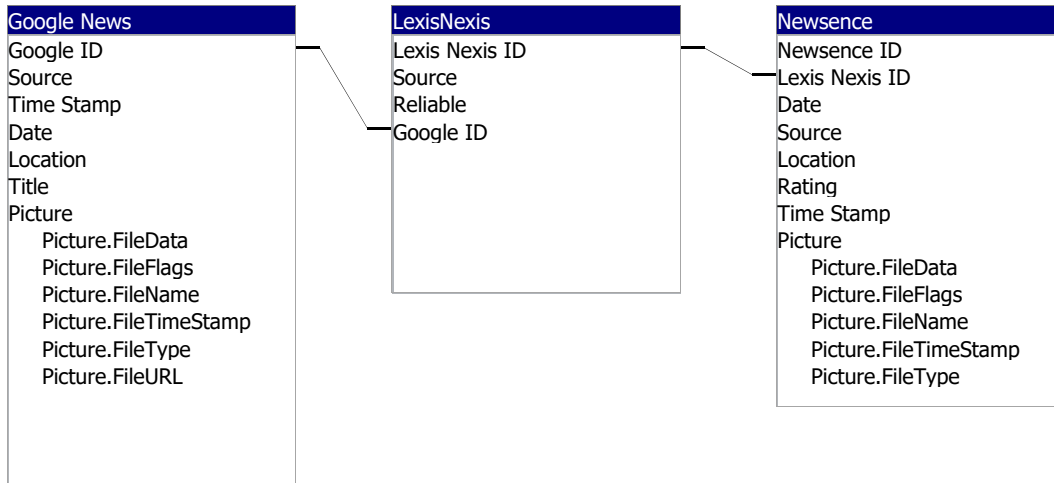 Google News
Google ID
Source
Time Stamp
Date
Location
Title
Picture
Picture.FileData
Picture.FileFlags
Picture.FileName
Picture.FileTimeStamp
Picture.FileType
Picture.FileURL
LexisNexis
Lexis Nexis ID
Source
Reliable
Google ID
Newsence
Newsence ID
Lexis Nexis ID
Date
Source
Location
Rating
Time Stamp
Picture
Picture.FileData
Picture.FileFlags
Picture.FileName
Picture.FileTimeStamp
Picture.FileType